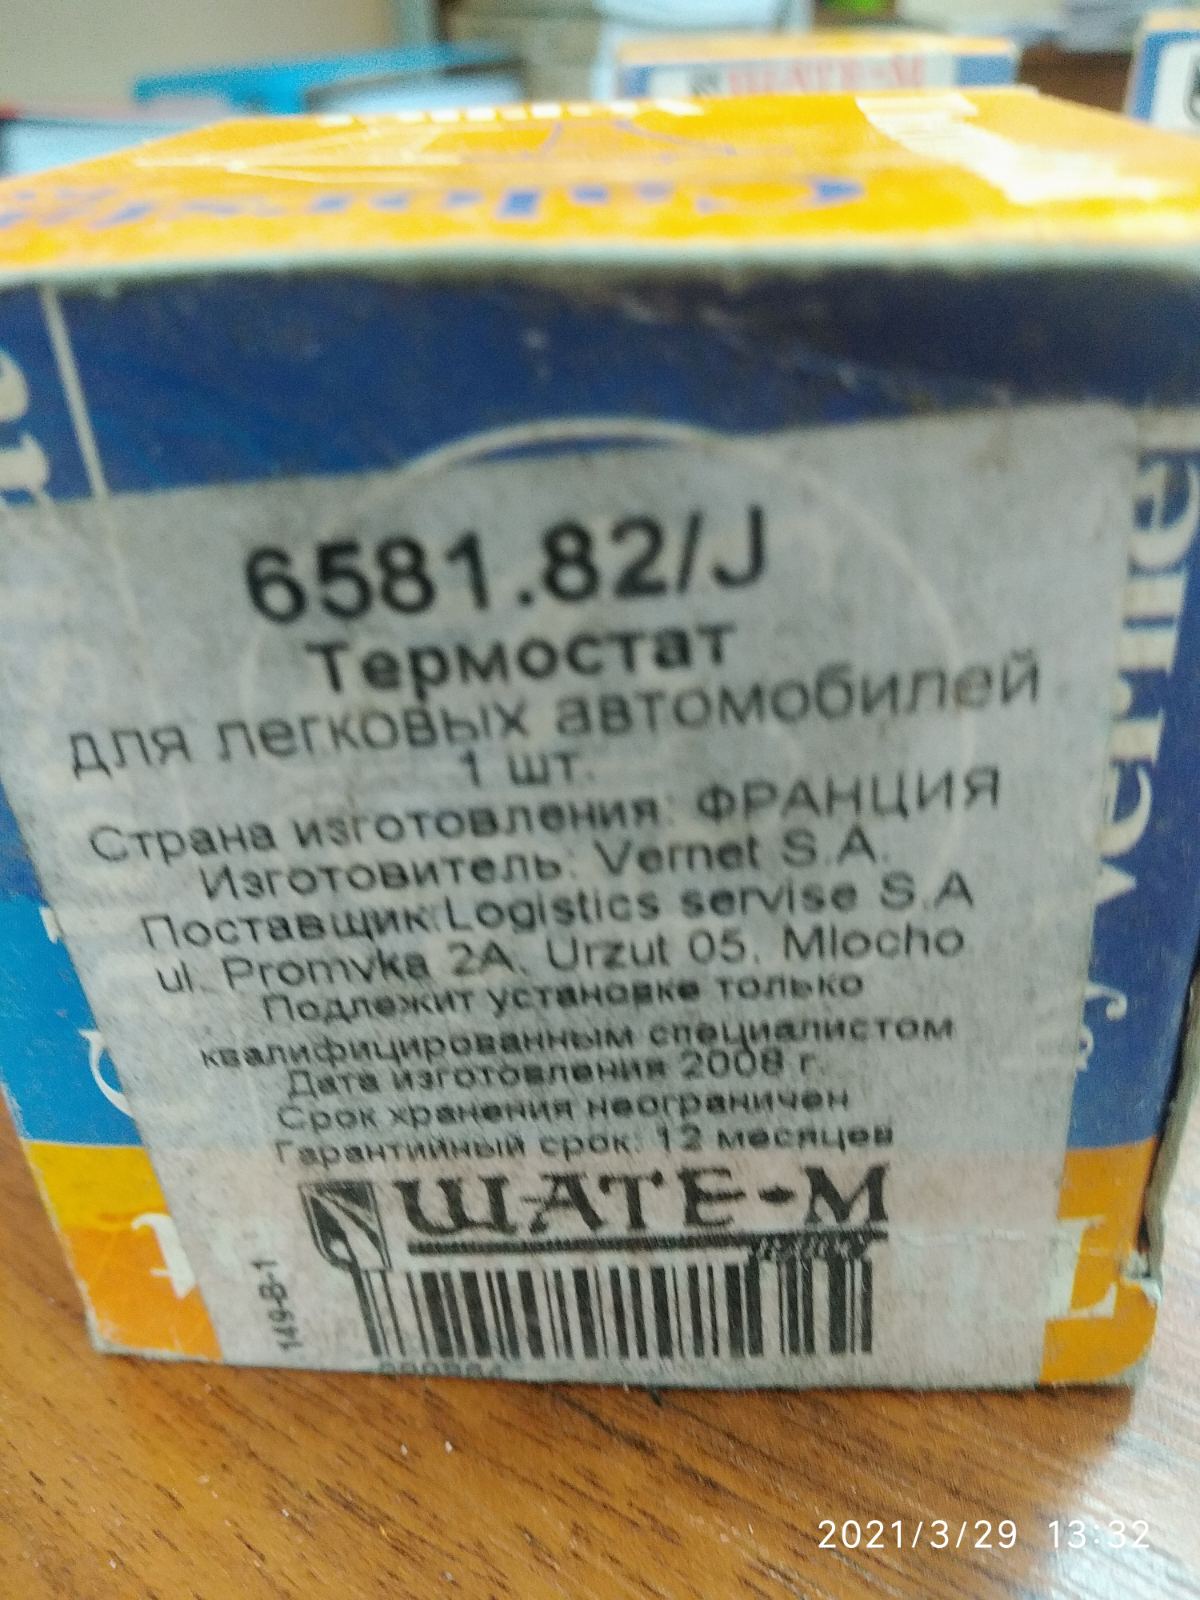 6581.82/J
Термостат
для легковых автомобилей
1 шт.
Страна изготовления: ФРАНЦИЯ
Изготовитель: Vernet S.A.
Поставщик:Logistics servise S.A
ul. Promyka 2A, Urzut 05, Mlocho
Подлежит установке только
квалифицированным специалистом
Дата изготовления 2008 г.
Срок хранения неограничен
Гарантийный срок: 12 месяцев
ШАТЕ-М
149-8-1
by Vernet
2021/3/29 13:32